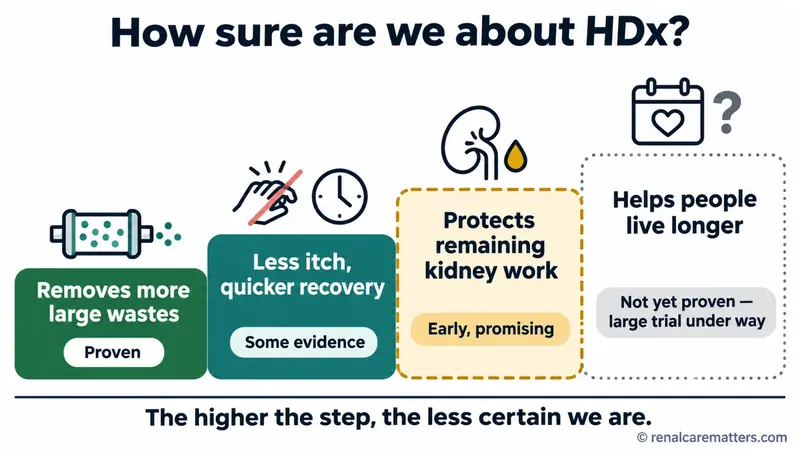 How sure are we about HDx?
Removes more
large wastes
Proven
Less itch,
quicker recovery
Some evidence
Protects
remaining
kidney work
Early, promising
?
Helps people
live longer
Not yet proven —
large trial under way
The higher the step, the less certain we are.
© renalcarematters.com